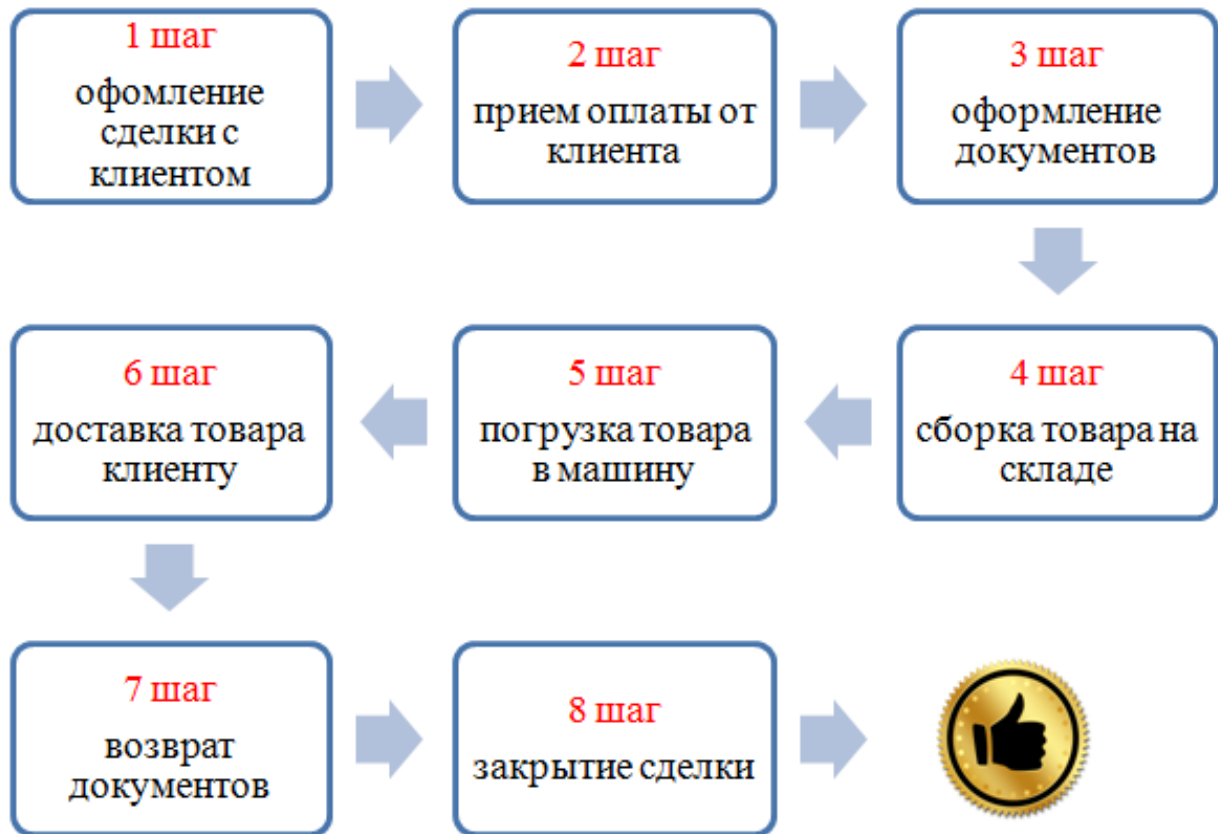 1 шаг
офомление
сделки с
клиентом
2 шаг
прием оплаты от
клиента
3 шаг
оформление
документов
4 шаг
сборка товара на
складе
5 шаг
погрузка товара
в машину
6 шаг
доставка товара
клиенту
7 шаг
возврат
документов
8 шаг
закрытие сделки